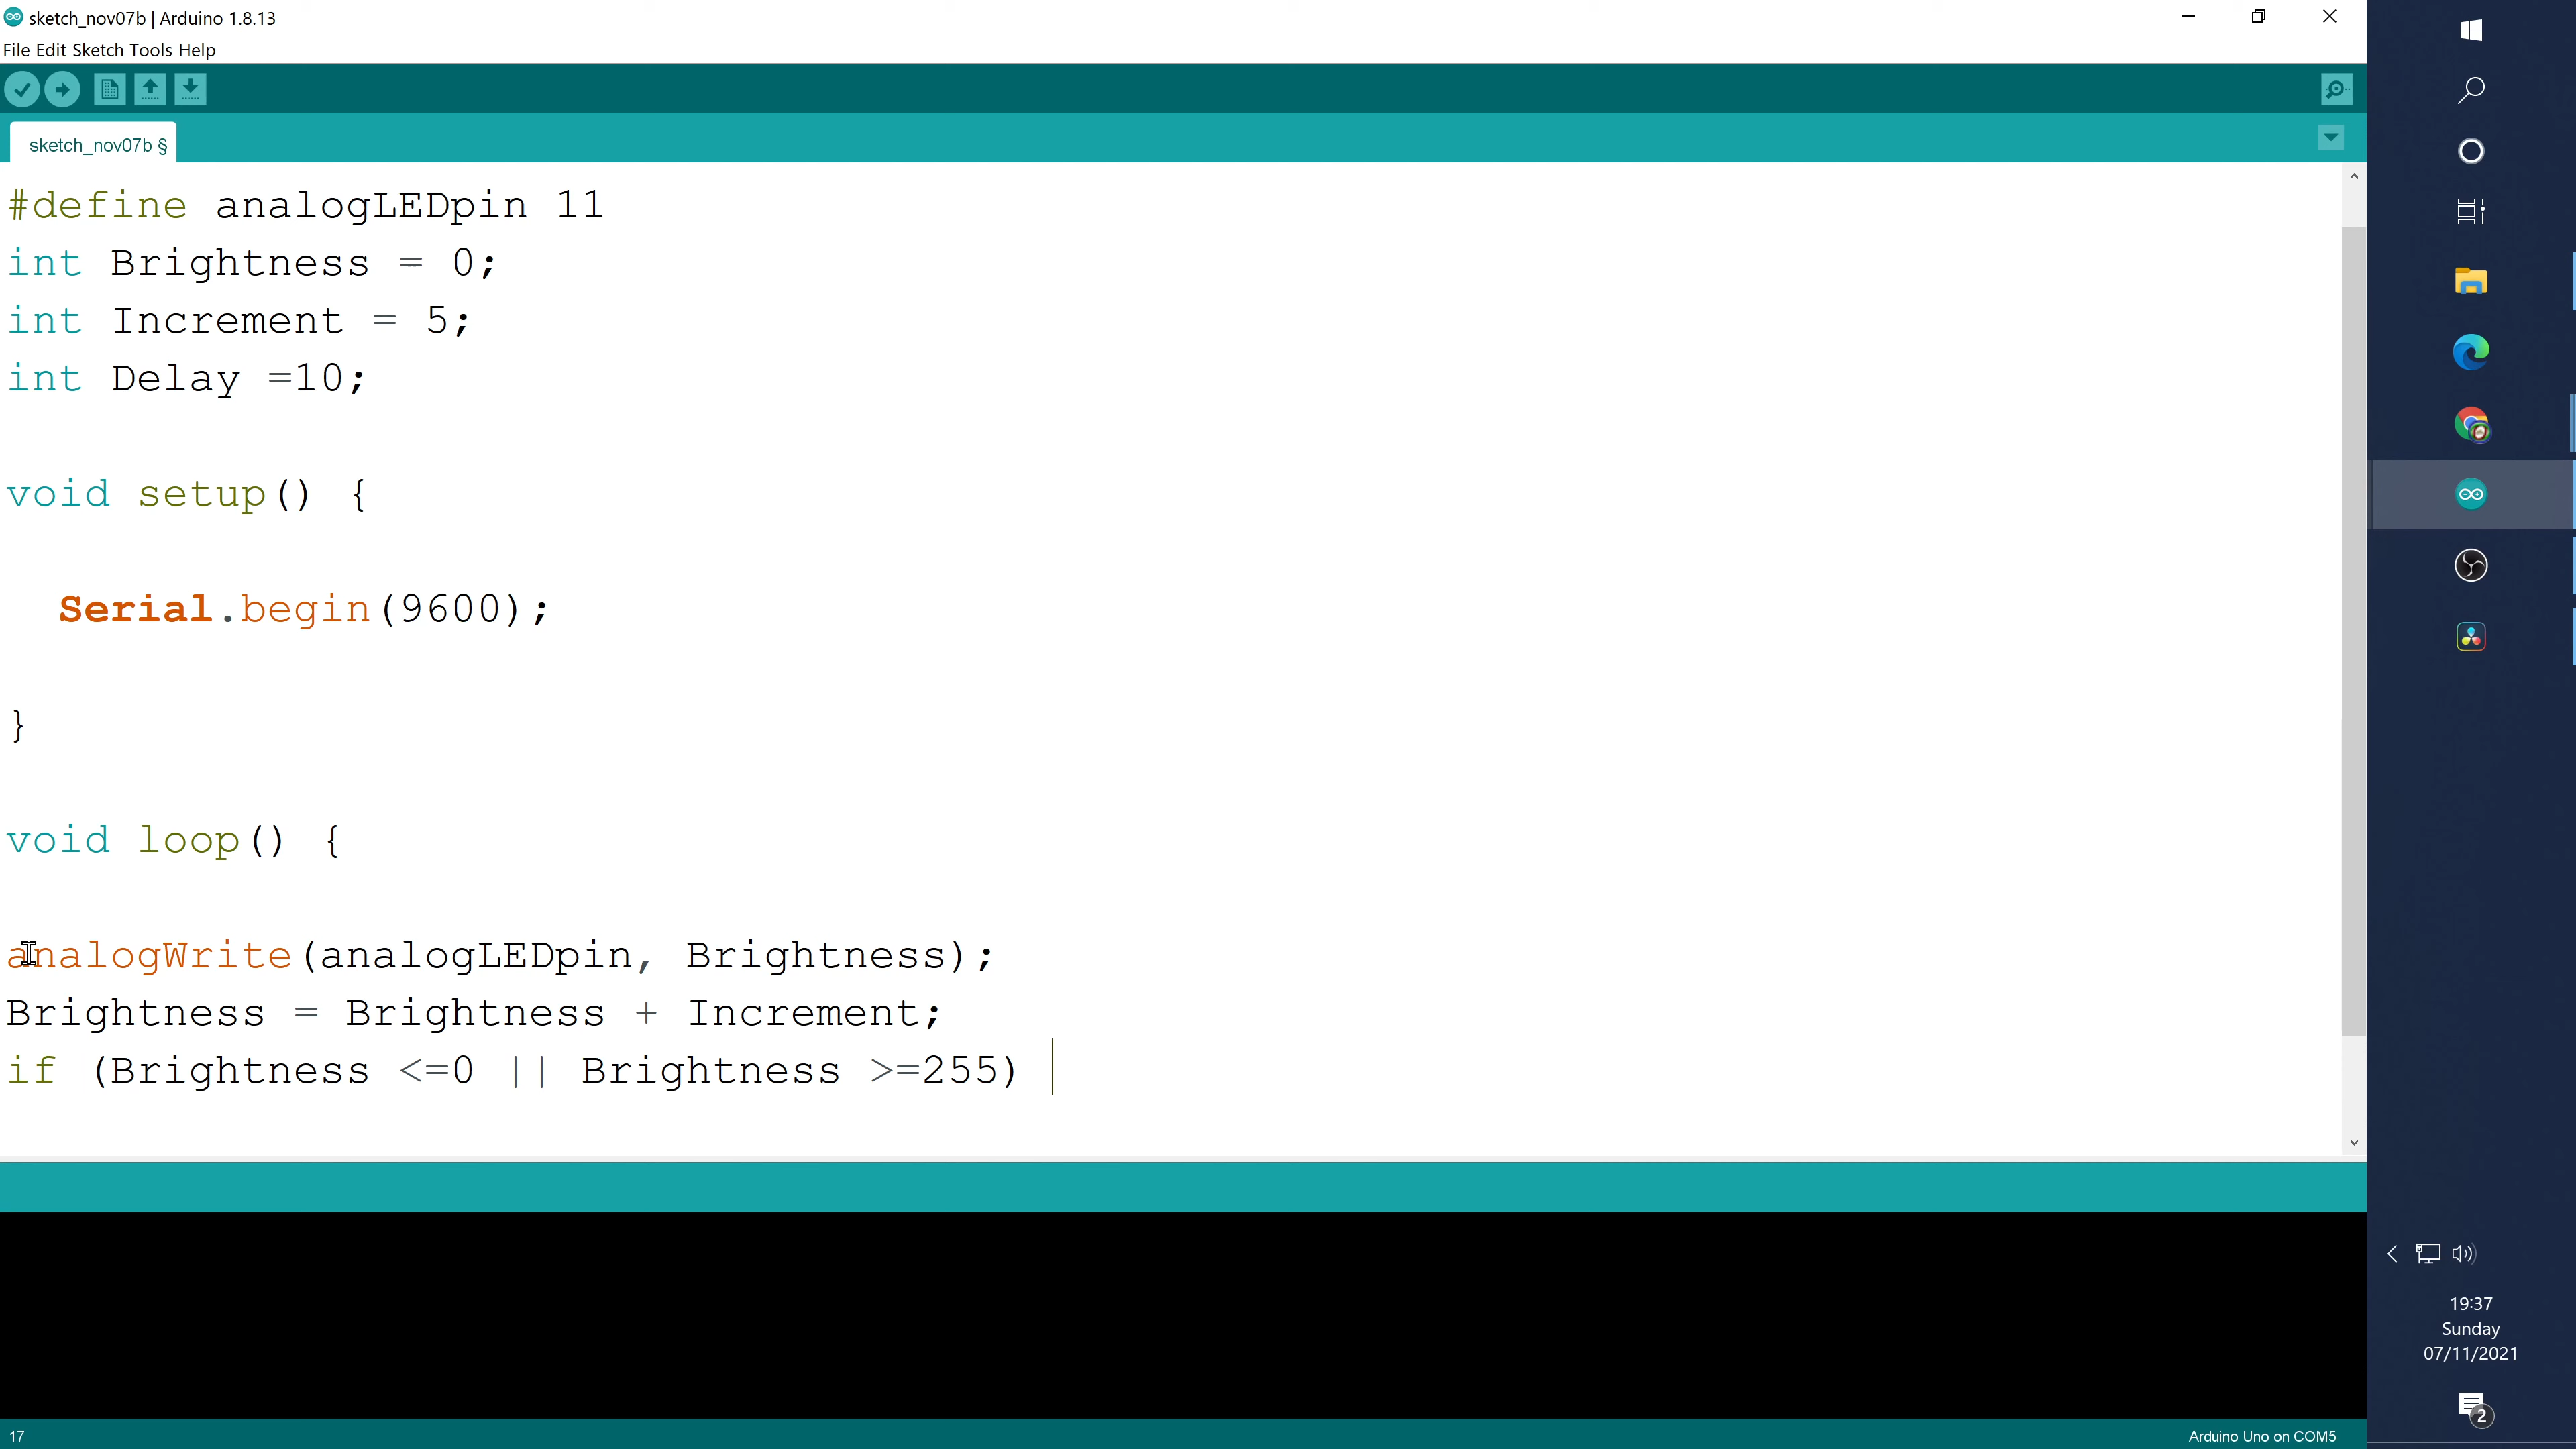 sketch_nov07b | Arduino 1.8.13
File Edit Sketch Tools Help
sketch_nov07b §
#define analogLEDpin 11
int Brightness = 0;
int Increment = 5;
int Delay =10;
void setup() {
Serial.begin(9600);
}
void loop() {
analogWrite(analogLEDpin, Brightness);
Brightness = Brightness + Increment;
if (Brightness <=0 || Brightness >=255)
17
Arduino Uno on COM5
19:37
Sunday
07/11/2021
2